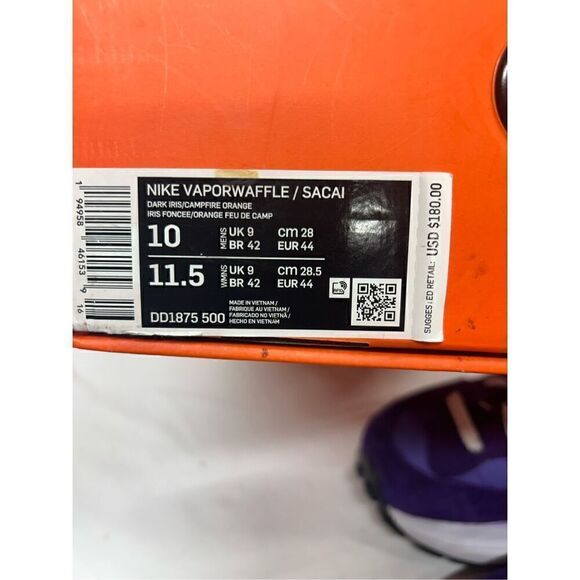 NIKE VAPORWAFFLE / SACAI
DARK IRIS/CAMPFIRE ORANGE
IRIS FONCEE/ORANGE FEU DE CAMP
10 MENS UK 9 CM 28
BR 42 EUR 44
11.5 WMNS UK 9 CM 28.5
BR 42 EUR 44
DD1875 500
MADE IN VIETNAM /
FABRIQUE AU VIETNAM /
FABRICADO NO VIETNÃ /
HECHO EN VIETNAM
1 94958 46153 9 16
SUGGESTED RETAIL: USD $180.00